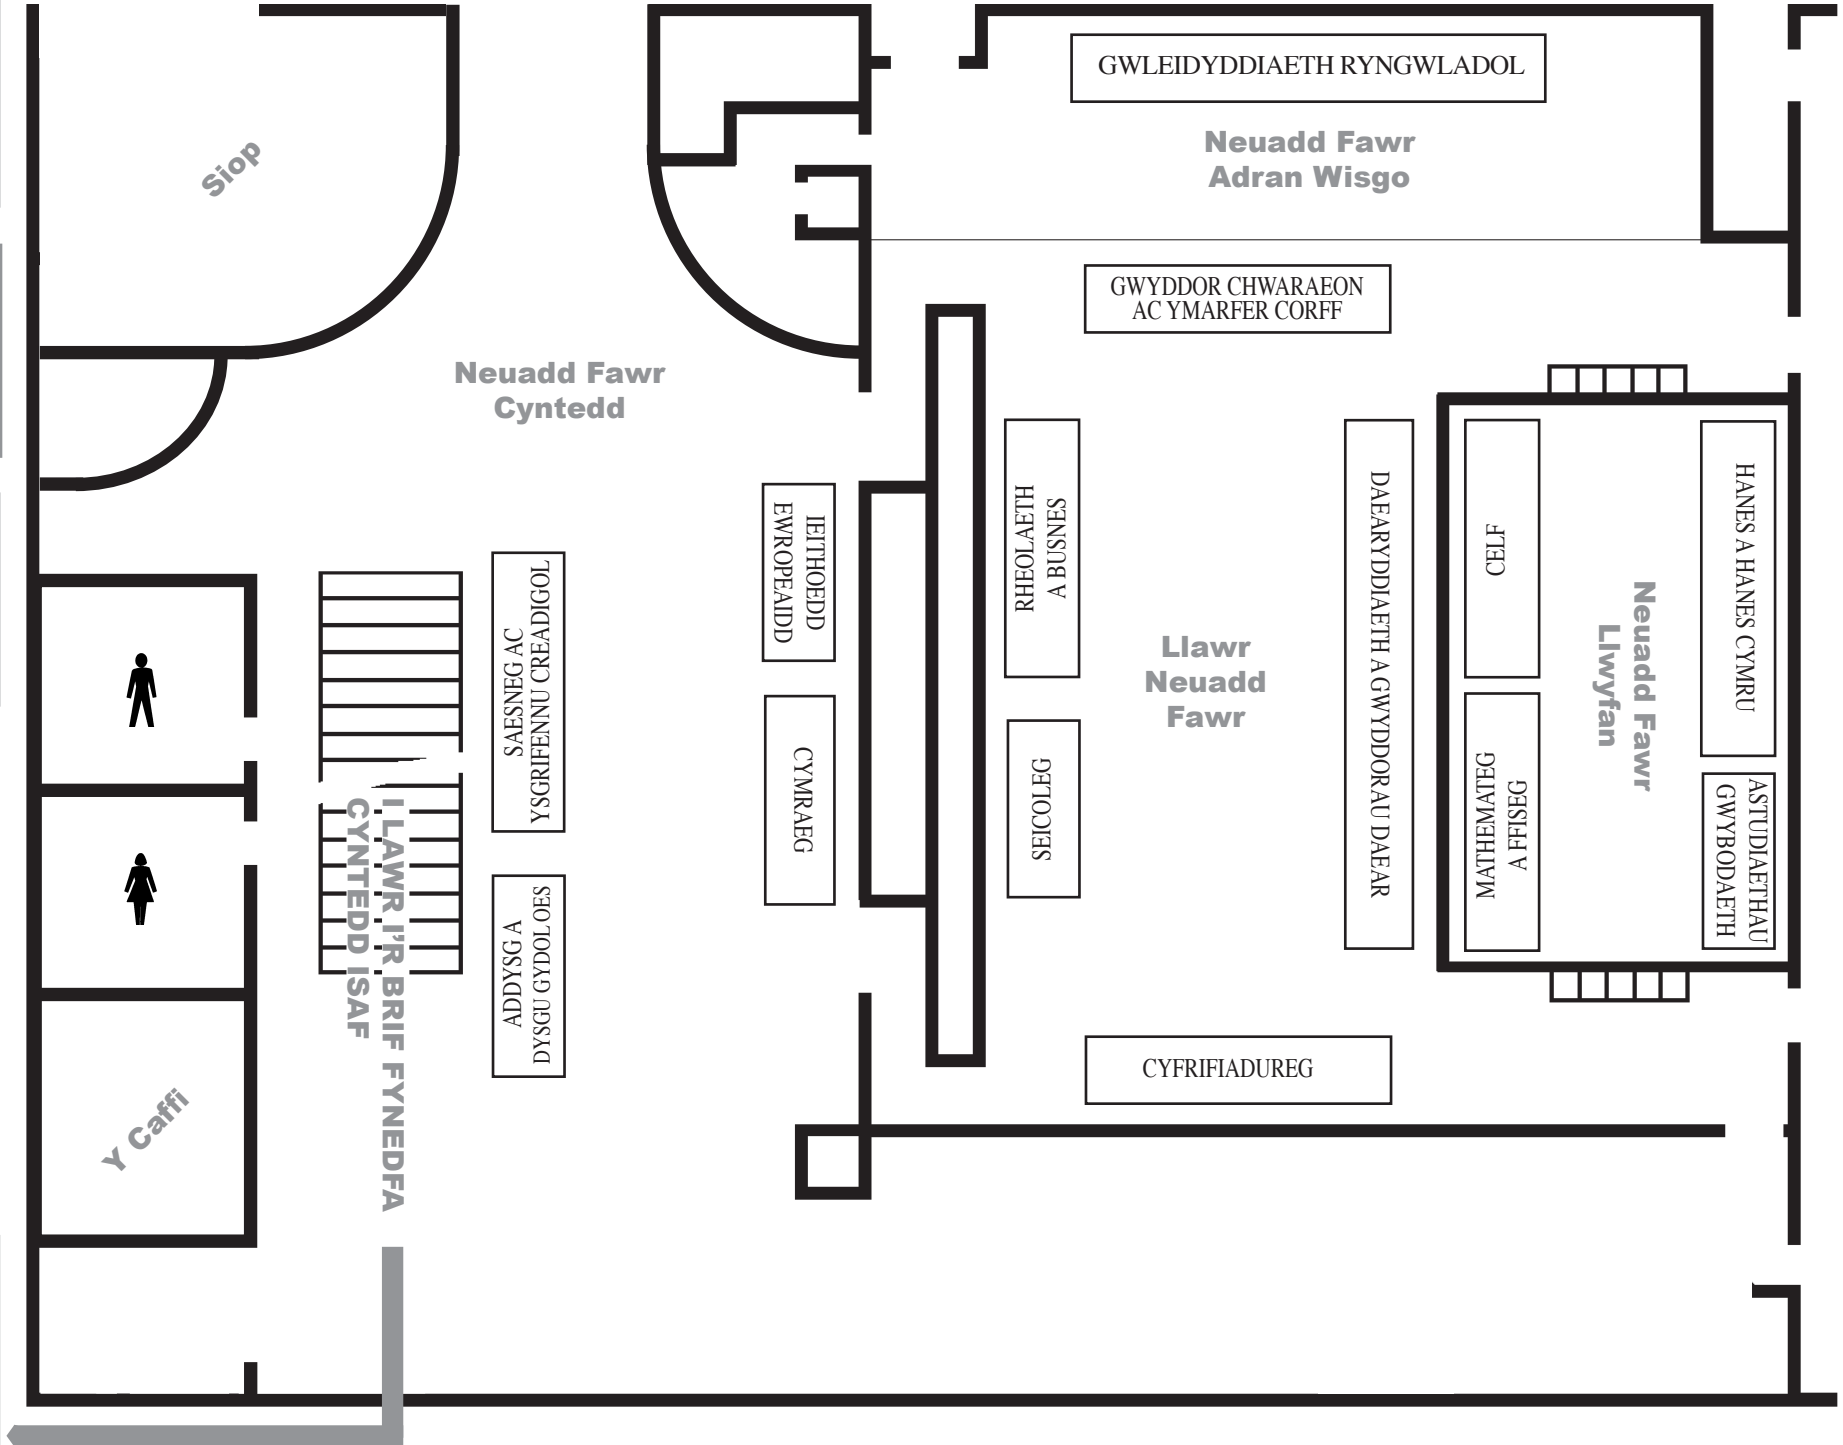 GWLEIDYDDIAETH RYNGWLADOL
Neuadd Fawr
Adran Wisgo
Siop
GWYDDOR CHWARAEON
AC YMARFER CORFF
Neuadd Fawr
Cyntedd
IEITHOEDD
EWROPEAIDD
RHEOLAETH
A BUSNES
DAEARYDDIAETH A GWYDDORAU DAEAR
CELF
HANES A HANES CYMRU
SAESNEG AC
YSGRIFENNU CREADIGOL
Neuadd Fawr
Llwyfan
Llawr
Neuadd
Fawr
CYMRAEG
SEICOLEG
MATHEMATEG
A FFISEG
ASTUDIAETHAU
GWYBODAETH
I LAWR I'R BRIF FYNEDFA
CYNTEDD ISAF
ADDYSG A
DYSGU GYDOL OES
CYFRIFIADUREG
Y Caffi